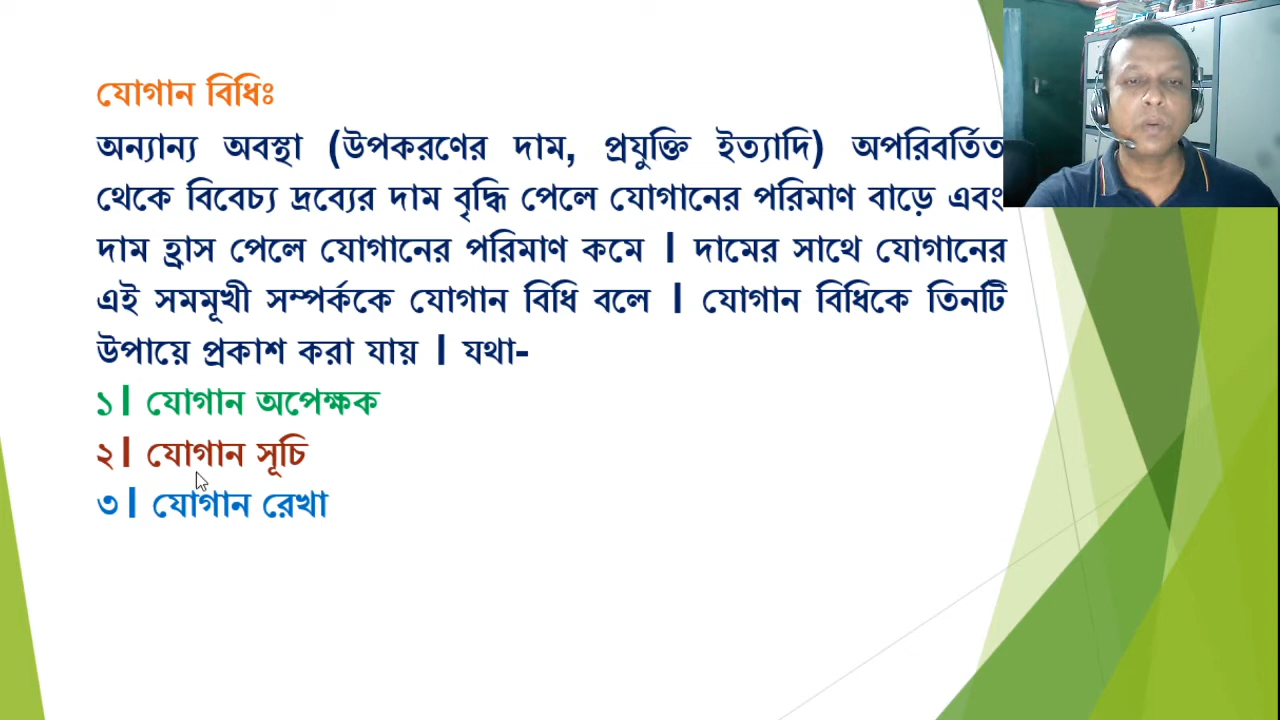 যোগান বিধিঃ
অন্যান্য অবস্থা (উপকরণের দাম, প্রযুক্তি ইত্যাদি) অপরিবর্তিত
থেকে বিবেচ্য দ্রব্যের দাম বৃদ্ধি পেলে যোগানের পরিমাণ বাড়ে এবং
দাম হ্রাস পেলে যোগানের পরিমাণ কমে । দামের সাথে যোগানের
এই সমমূখী সম্পর্ককে যোগান বিধি বলে । যোগান বিধিকে তিনটি
উপায়ে প্রকাশ করা যায় । যথা-
১। যোগান অপেক্ষক
২। যোগান সূচি
৩। যোগান রেখা